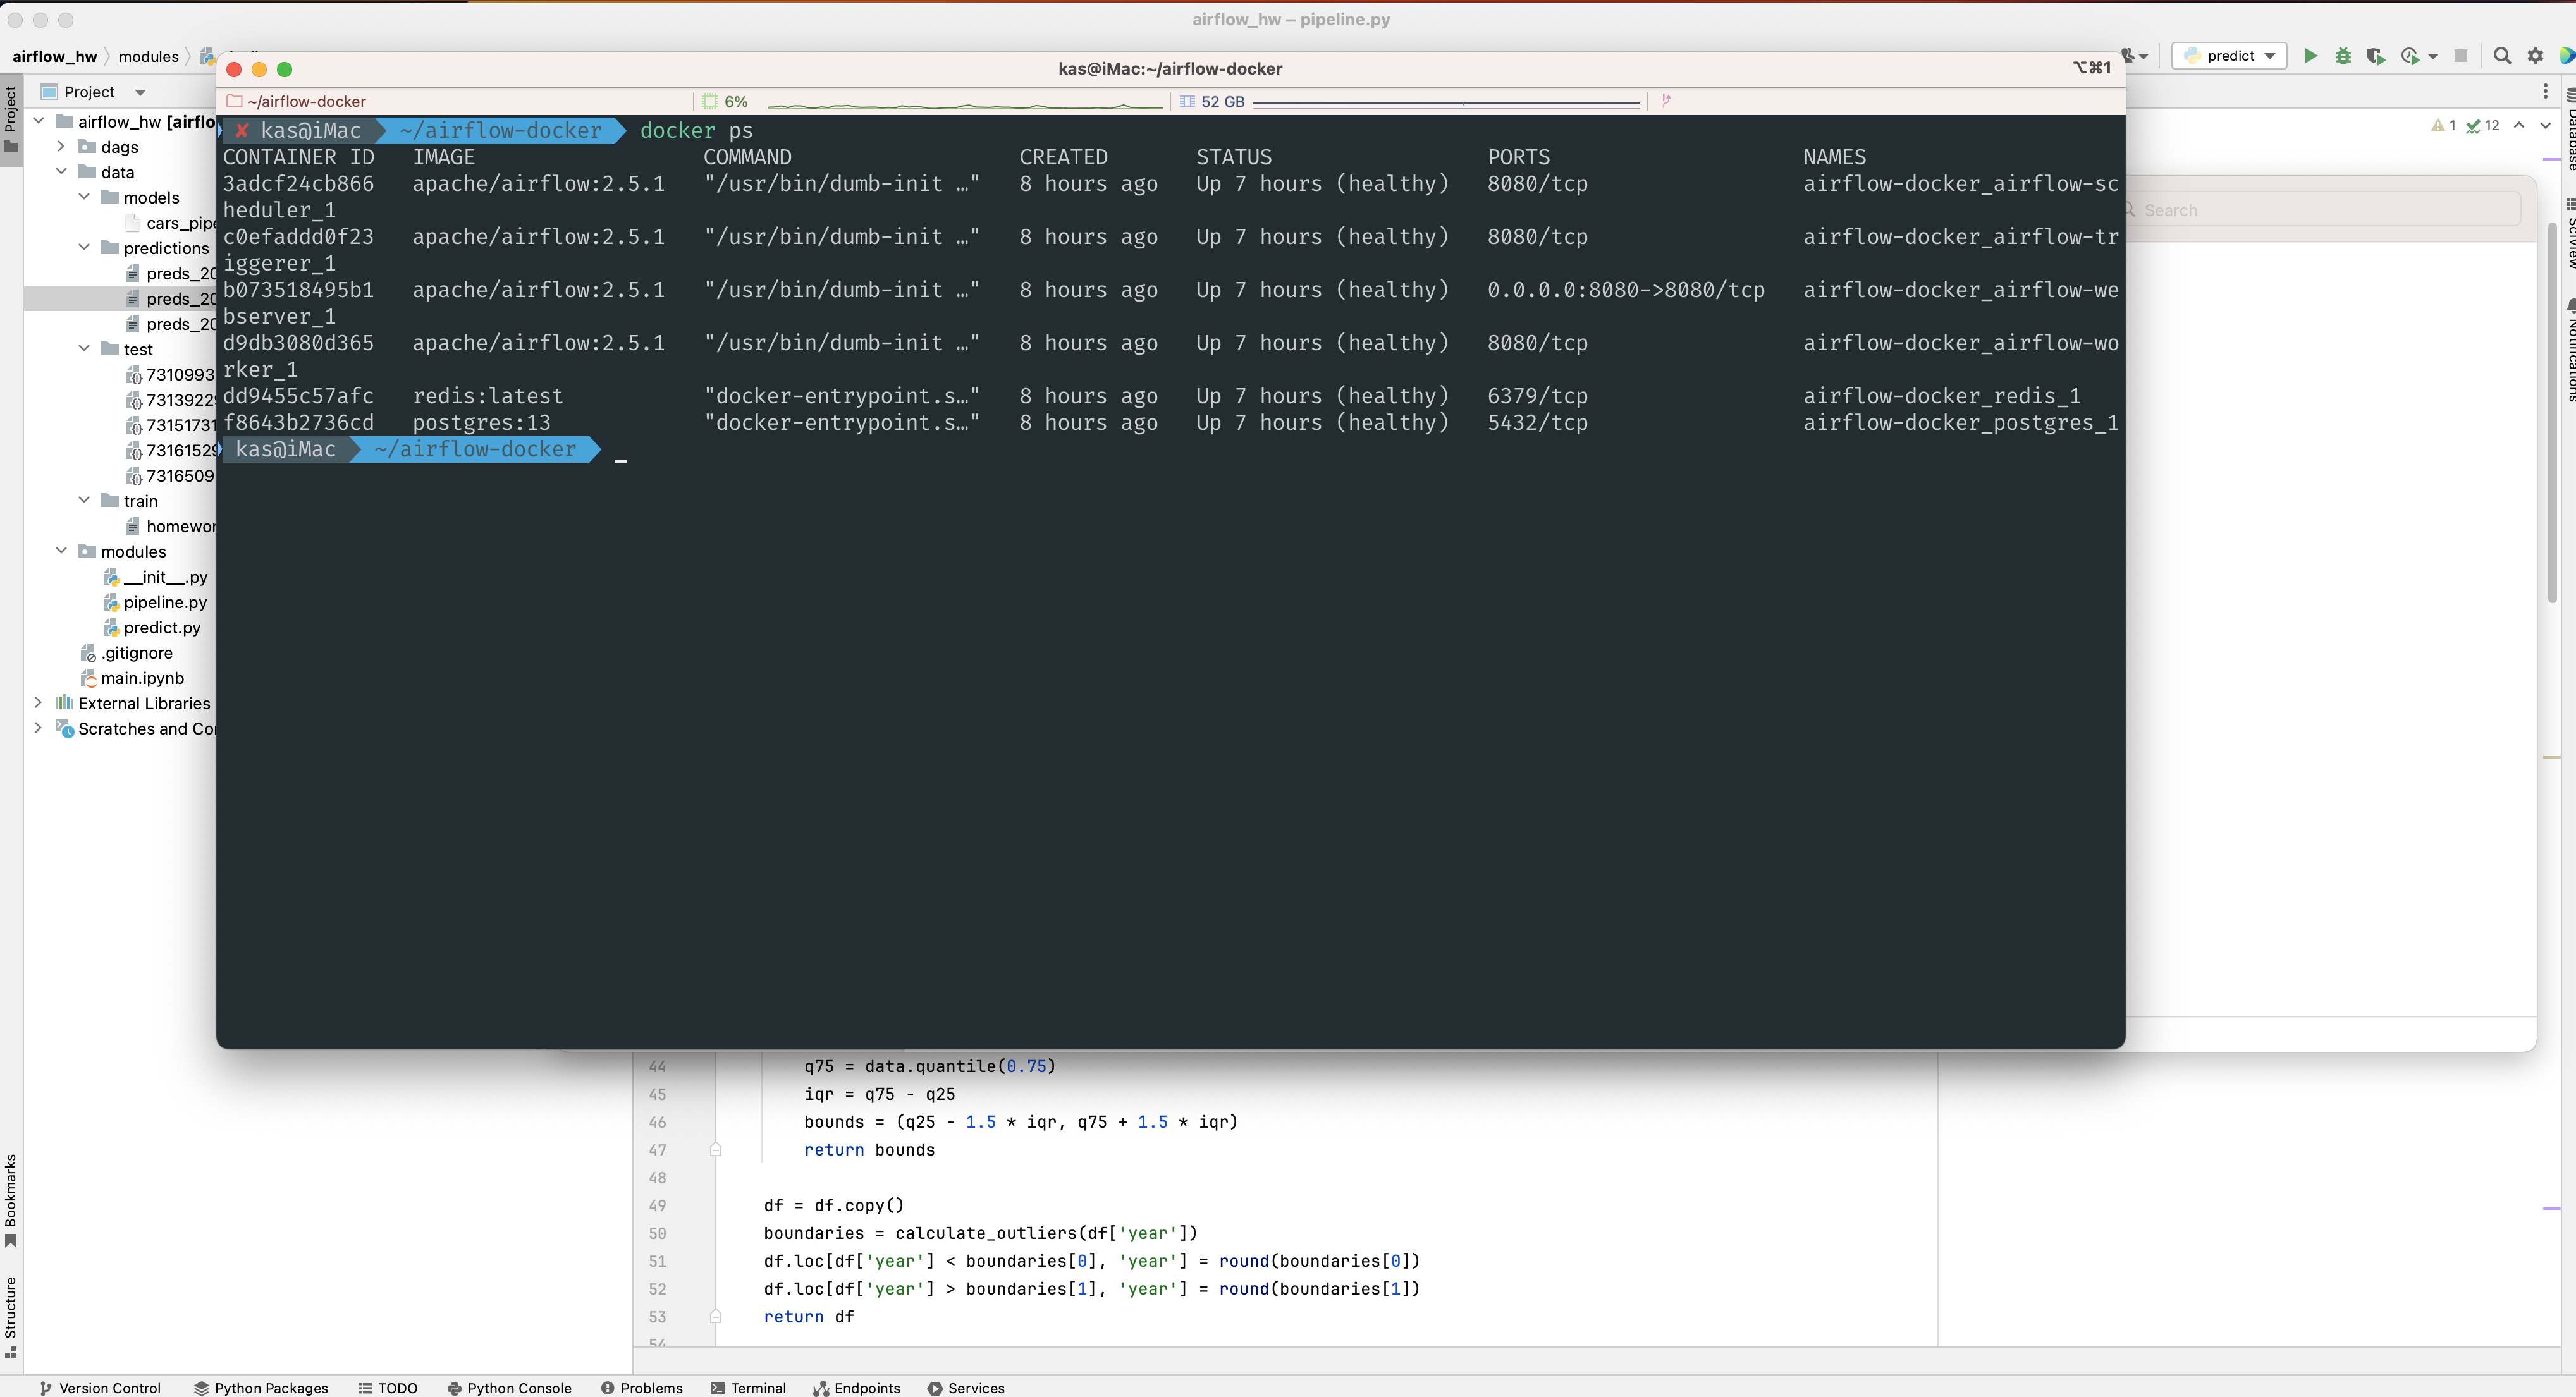 airflow_hw – pipeline.py
airflow_hw modules
predict
kas@iMac:~/airflow-docker
⌥⌘1
Project
~/airflow-docker
6%
52 GB
✘ kas@iMac ~/airflow-docker docker ps
CONTAINER ID IMAGE COMMAND CREATED STATUS PORTS NAMES
3adcf24cb866 apache/airflow:2.5.1 "/usr/bin/dumb-init …" 8 hours ago Up 7 hours (healthy) 8080/tcp airflow-docker_airflow-sc
heduler_1
c0efaddd0f23 apache/airflow:2.5.1 "/usr/bin/dumb-init …" 8 hours ago Up 7 hours (healthy) 8080/tcp airflow-docker_airflow-tr
iggerer_1
b073518495b1 apache/airflow:2.5.1 "/usr/bin/dumb-init …" 8 hours ago Up 7 hours (healthy) 0.0.0.0:8080->8080/tcp airflow-docker_airflow-we
bserver_1
d9db3080d365 apache/airflow:2.5.1 "/usr/bin/dumb-init …" 8 hours ago Up 7 hours (healthy) 8080/tcp airflow-docker_airflow-wo
rker_1
dd9455c57afc redis:latest "docker-entrypoint.s…" 8 hours ago Up 7 hours (healthy) 6379/tcp airflow-docker_redis_1
f8643b2736cd postgres:13 "docker-entrypoint.s…" 8 hours ago Up 7 hours (healthy) 5432/tcp airflow-docker_postgres_1
kas@iMac ~/airflow-docker _
Project
airflow_hw [airflo
dags
data
models
cars_pipe
predictions
preds_20
preds_20
preds_20
test
7310993
7313922
7315173
7316152
7316509
train
homewor
modules
__init__.py
pipeline.py
predict.py
.gitignore
main.ipynb
External Libraries
Scratches and Co
1 12
Search
Database
SciView
Notifications
44 q75 = data.quantile(0.75)
45 iqr = q75 - q25
46 bounds = (q25 - 1.5 * iqr, q75 + 1.5 * iqr)
47 return bounds
48
49 df = df.copy()
50 boundaries = calculate_outliers(df['year'])
51 df.loc[df['year'] < boundaries[0], 'year'] = round(boundaries[0])
52 df.loc[df['year'] > boundaries[1], 'year'] = round(boundaries[1])
53 return df
54
Bookmarks
Structure
Version Control Python Packages TODO Python Console Problems Terminal Endpoints Services